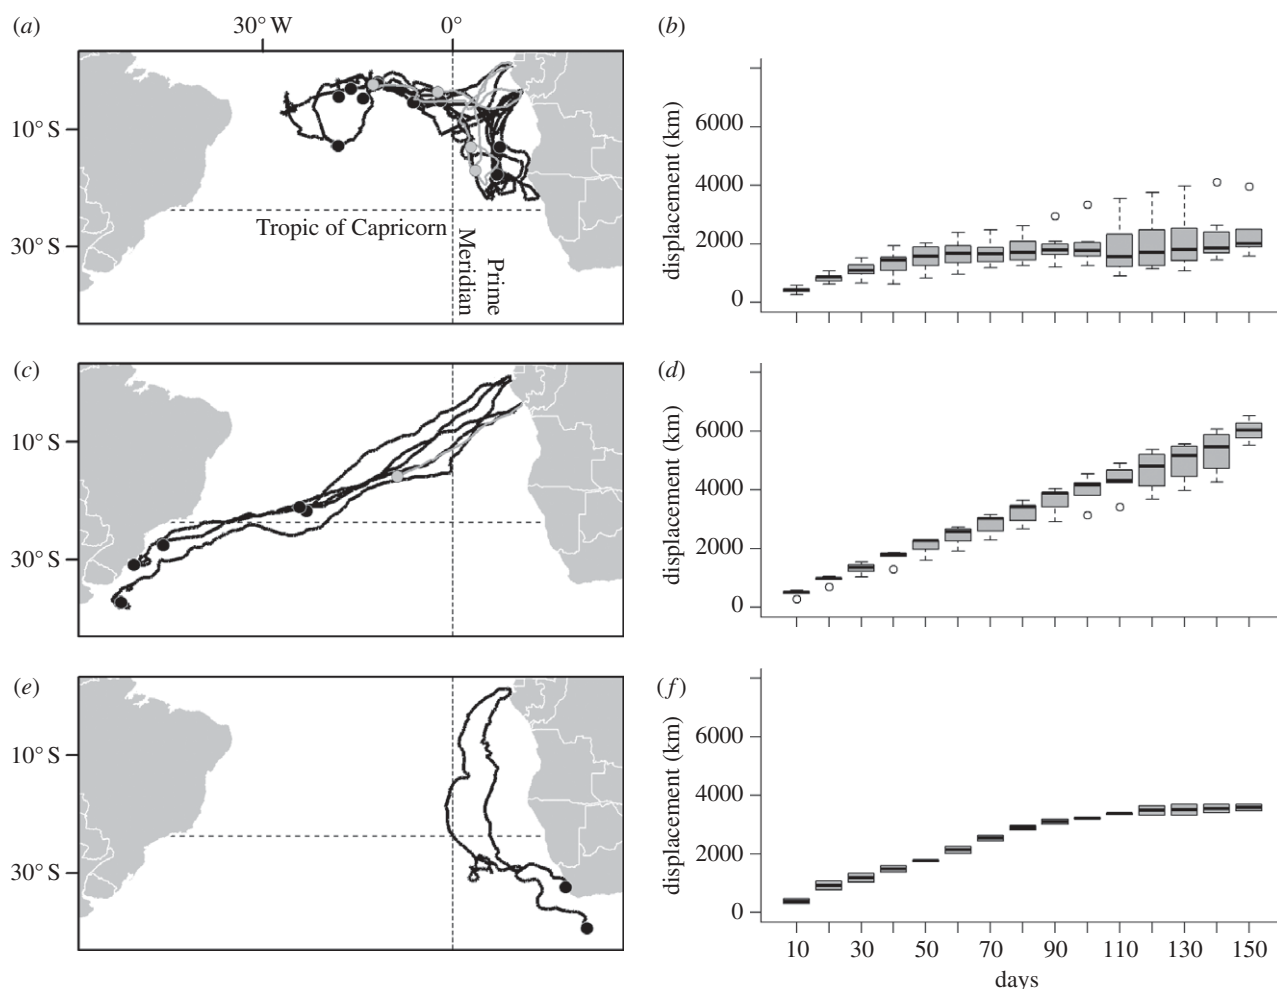 (a)
30° W
0°
10° S
30° S
Tropic of Capricorn
Prime
Meridian
(b)
displacement (km)
6000
4000
2000
0
(c)
10° S
30° S
(d)
displacement (km)
6000
4000
2000
0
(e)
10° S
30° S
(f)
displacement (km)
6000
4000
2000
0
10 30 50 70 90 110 130 150
days